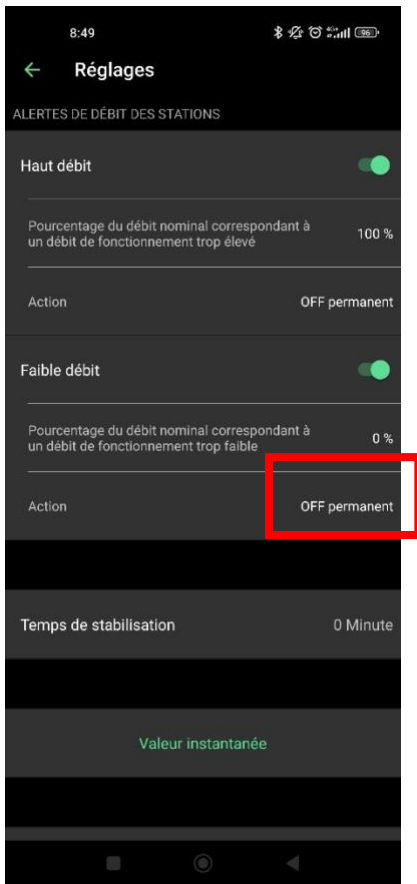 8:49
4G+
96
Réglages
ALERTES DE DÉBIT DES STATIONS
Haut débit
Pourcentage du débit nominal correspondant à
un débit de fonctionnement trop élevé
100 %
Action
OFF permanent
Faible débit
Pourcentage du débit nominal correspondant à
un débit de fonctionnement trop faible
0 %
Action
OFF permanent
Temps de stabilisation
0 Minute
Valeur instantanée